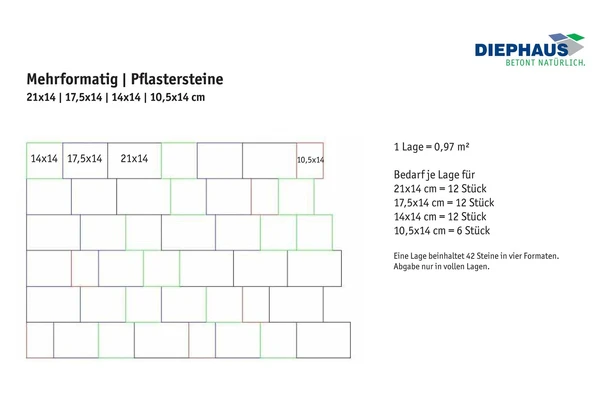 DIEPHAUS
BETONT NATÜRLICH.
Mehrformatig | Pflastersteine
21x14 | 17,5x14 | 14x14 | 10,5x14 cm
14x14 17,5x14 21x14 10,5x14
1 Lage = 0,97 m²
Bedarf je Lage für
21x14 cm = 12 Stück
17,5x14 cm = 12 Stück
14x14 cm = 12 Stück
10,5x14 cm = 6 Stück
Eine Lage beinhaltet 42 Steine in vier Formaten.
Abgabe nur in vollen Lagen.